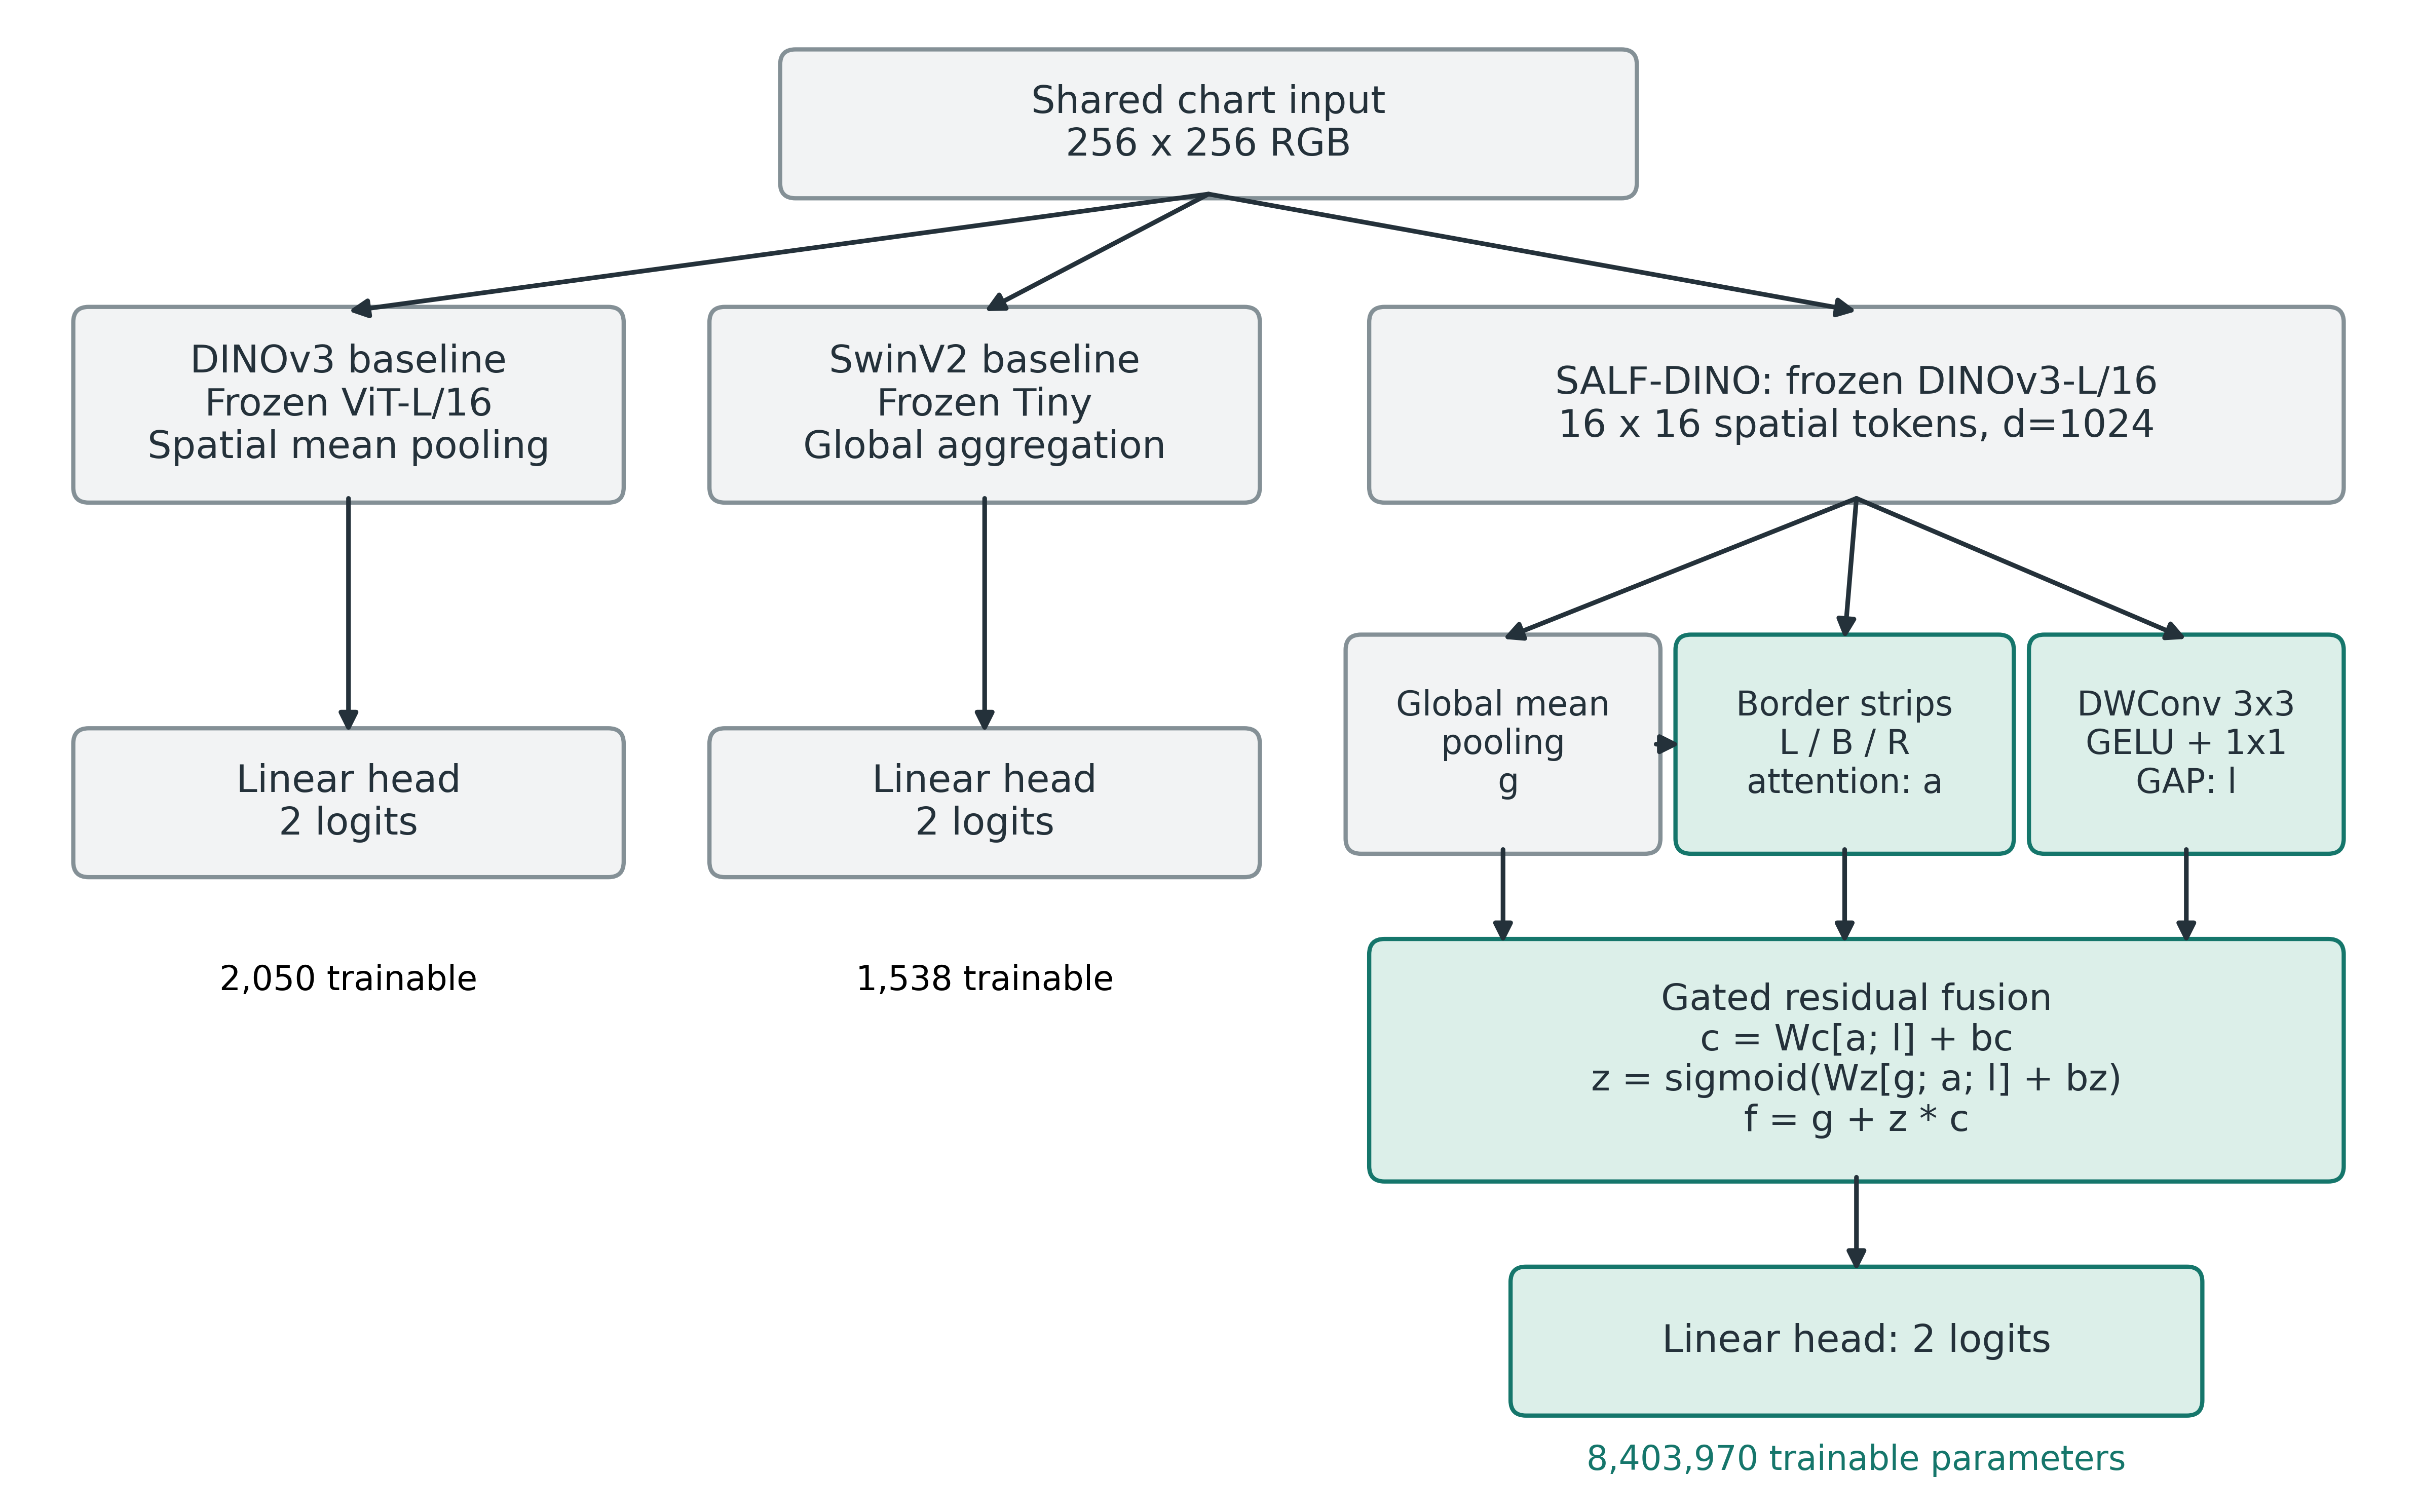 Shared chart input
256 x 256 RGB
DINOv3 baseline
Frozen ViT-L/16
Spatial mean pooling
SwinV2 baseline
Frozen Tiny
Global aggregation
SALF-DINO: frozen DINOv3-L/16
16 x 16 spatial tokens, d=1024
Linear head
2 logits
2,050 trainable
Linear head
2 logits
1,538 trainable
Global mean
pooling
g
Border strips
L / B / R
attention: a
DWConv 3x3
GELU + 1x1
GAP: l
Gated residual fusion
c = Wc[a; l] + bc
z = sigmoid(Wz[g; a; l] + bz)
f = g + z * c
Linear head: 2 logits
8,403,970 trainable parameters